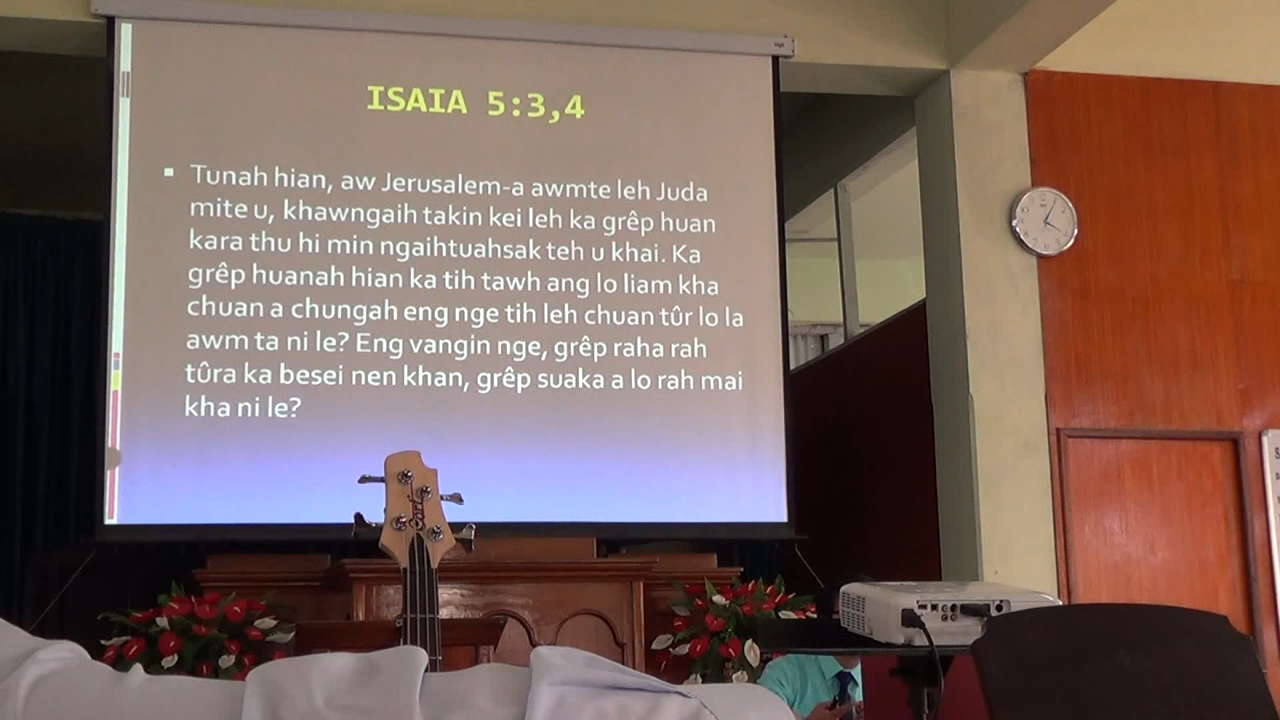 ISAIA 5:3,4
Tunah hian, aw Jerusalem-a awmte leh Juda
mite u, khawngaih takin kei leh ka grêp huan
kara thu hi min ngaihtuahsak teh u khai. Ka
grêp huanah hian ka tih tawh ang lo liam kha
chuan a chungah eng nge tih leh chuan tûr lo la
awm ta ni le? Eng vangin nge, grêp raha rah
tûra ka besei nen khan, grêp suaka a lo rah mai
kha ni le?
Cort